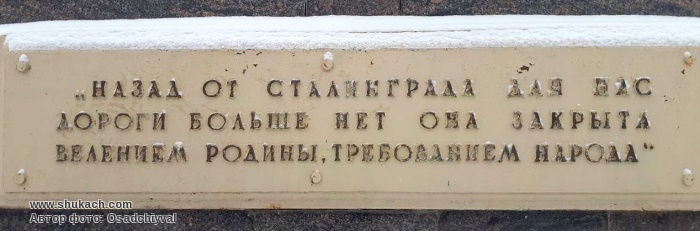 „НАЗАД ОТ СТАЛИНГРАДА ДЛЯ НАС
ДОРОГИ БОЛЬШЕ НЕТ ОНА ЗАКРЫТА
ВЕЛЕНИЕМ РОДИНЫ, ТРЕБОВАНИЕМ НАРОДА“
www.shukach.com
Автор фото: Osadchiyval